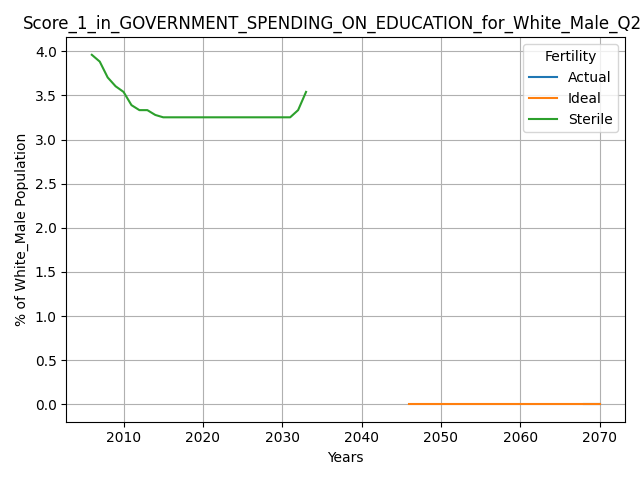 Score_1_in_GOVERNMENT_SPENDING_ON_EDUCATION_for_White_Male_Q2
Fertility
Actual
Ideal
Sterile
% of White_Male Population
4.0
3.5
3.0
2.5
2.0
1.5
1.0
0.5
0.0
2010 2020 2030 2040 2050 2060 2070
Years